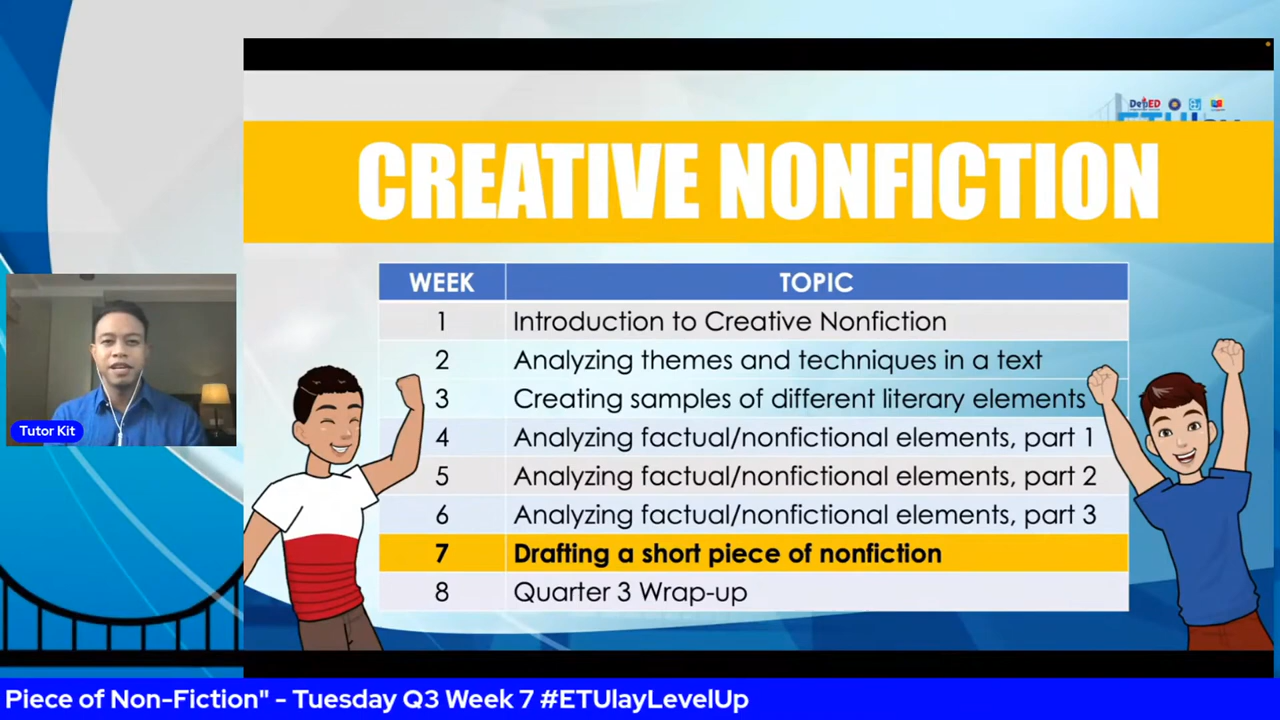 DepED
CREATIVE NONFICTION
WEEK TOPIC
1 Introduction to Creative Nonfiction
2 Analyzing themes and techniques in a text
3 Creating samples of different literary elements
4 Analyzing factual/nonfictional elements, part 1
5 Analyzing factual/nonfictional elements, part 2
6 Analyzing factual/nonfictional elements, part 3
7 Drafting a short piece of nonfiction
8 Quarter 3 Wrap-up
Tutor Kit
Piece of Non-Fiction" - Tuesday Q3 Week 7 #ETUlayLevelUp